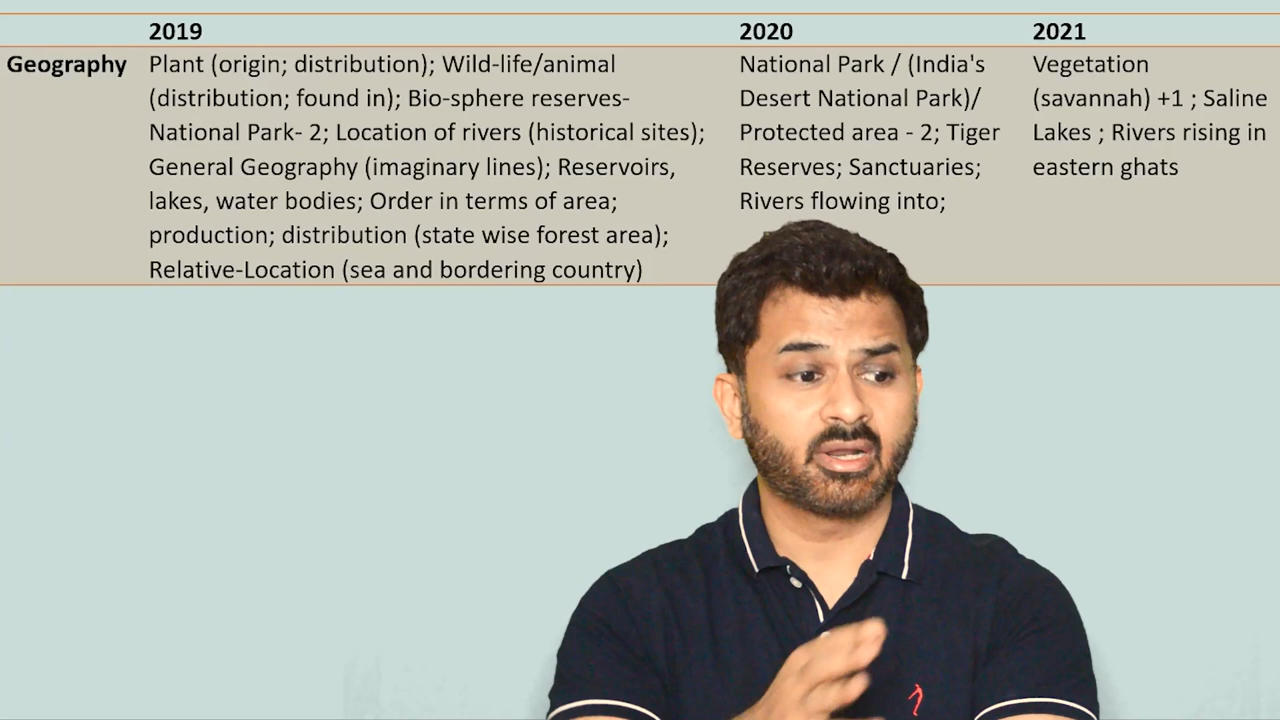 2019 2020 2021
Geography Plant (origin; distribution); Wild-life/animal National Park / (India's Vegetation
(distribution; found in); Bio-sphere reserves- Desert National Park)/ (savannah) +1 ; Saline
National Park- 2; Location of rivers (historical sites); Protected area - 2; Tiger Lakes ; Rivers rising in
General Geography (imaginary lines); Reservoirs, Reserves; Sanctuaries; eastern ghats
lakes, water bodies; Order in terms of area; Rivers flowing into;
production; distribution (state wise forest area);
Relative-Location (sea and bordering country)